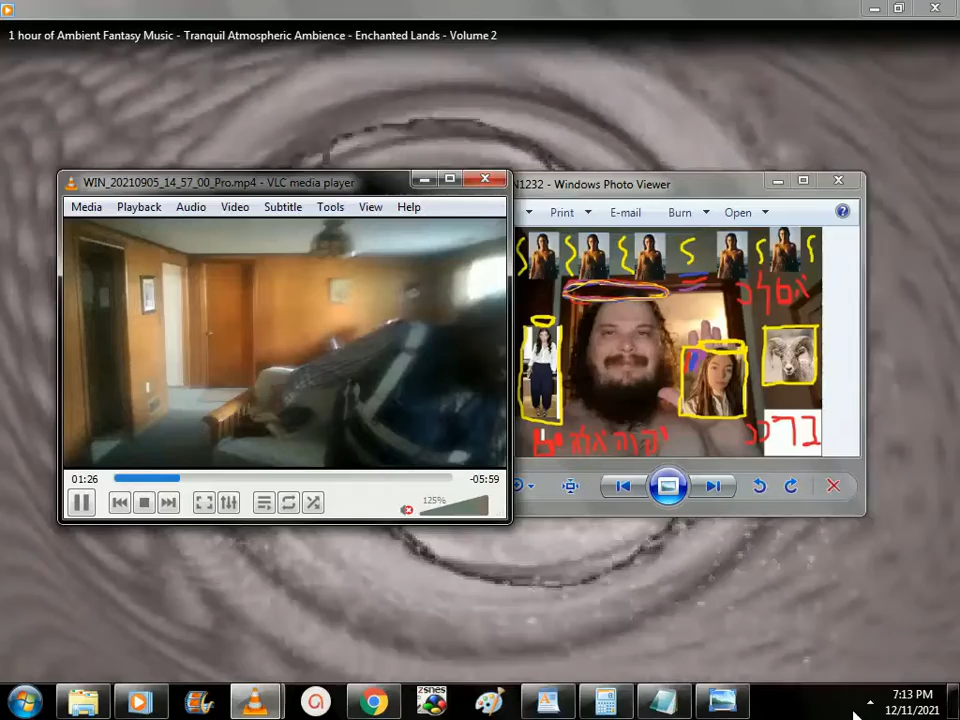 1 hour of Ambient Fantasy Music - Tranquil Atmospheric Ambience - Enchanted Lands - Volume 2
WIN_20210905_14_57_00_Pro.mp4 - VLC media player
Media Playback Audio Video Subtitle Tools View Help
01:26
-05:59
125%
N1232 - Windows Photo Viewer
Print E-mail Burn Open
ברכ
zsnes
7:13 PM
12/11/2021